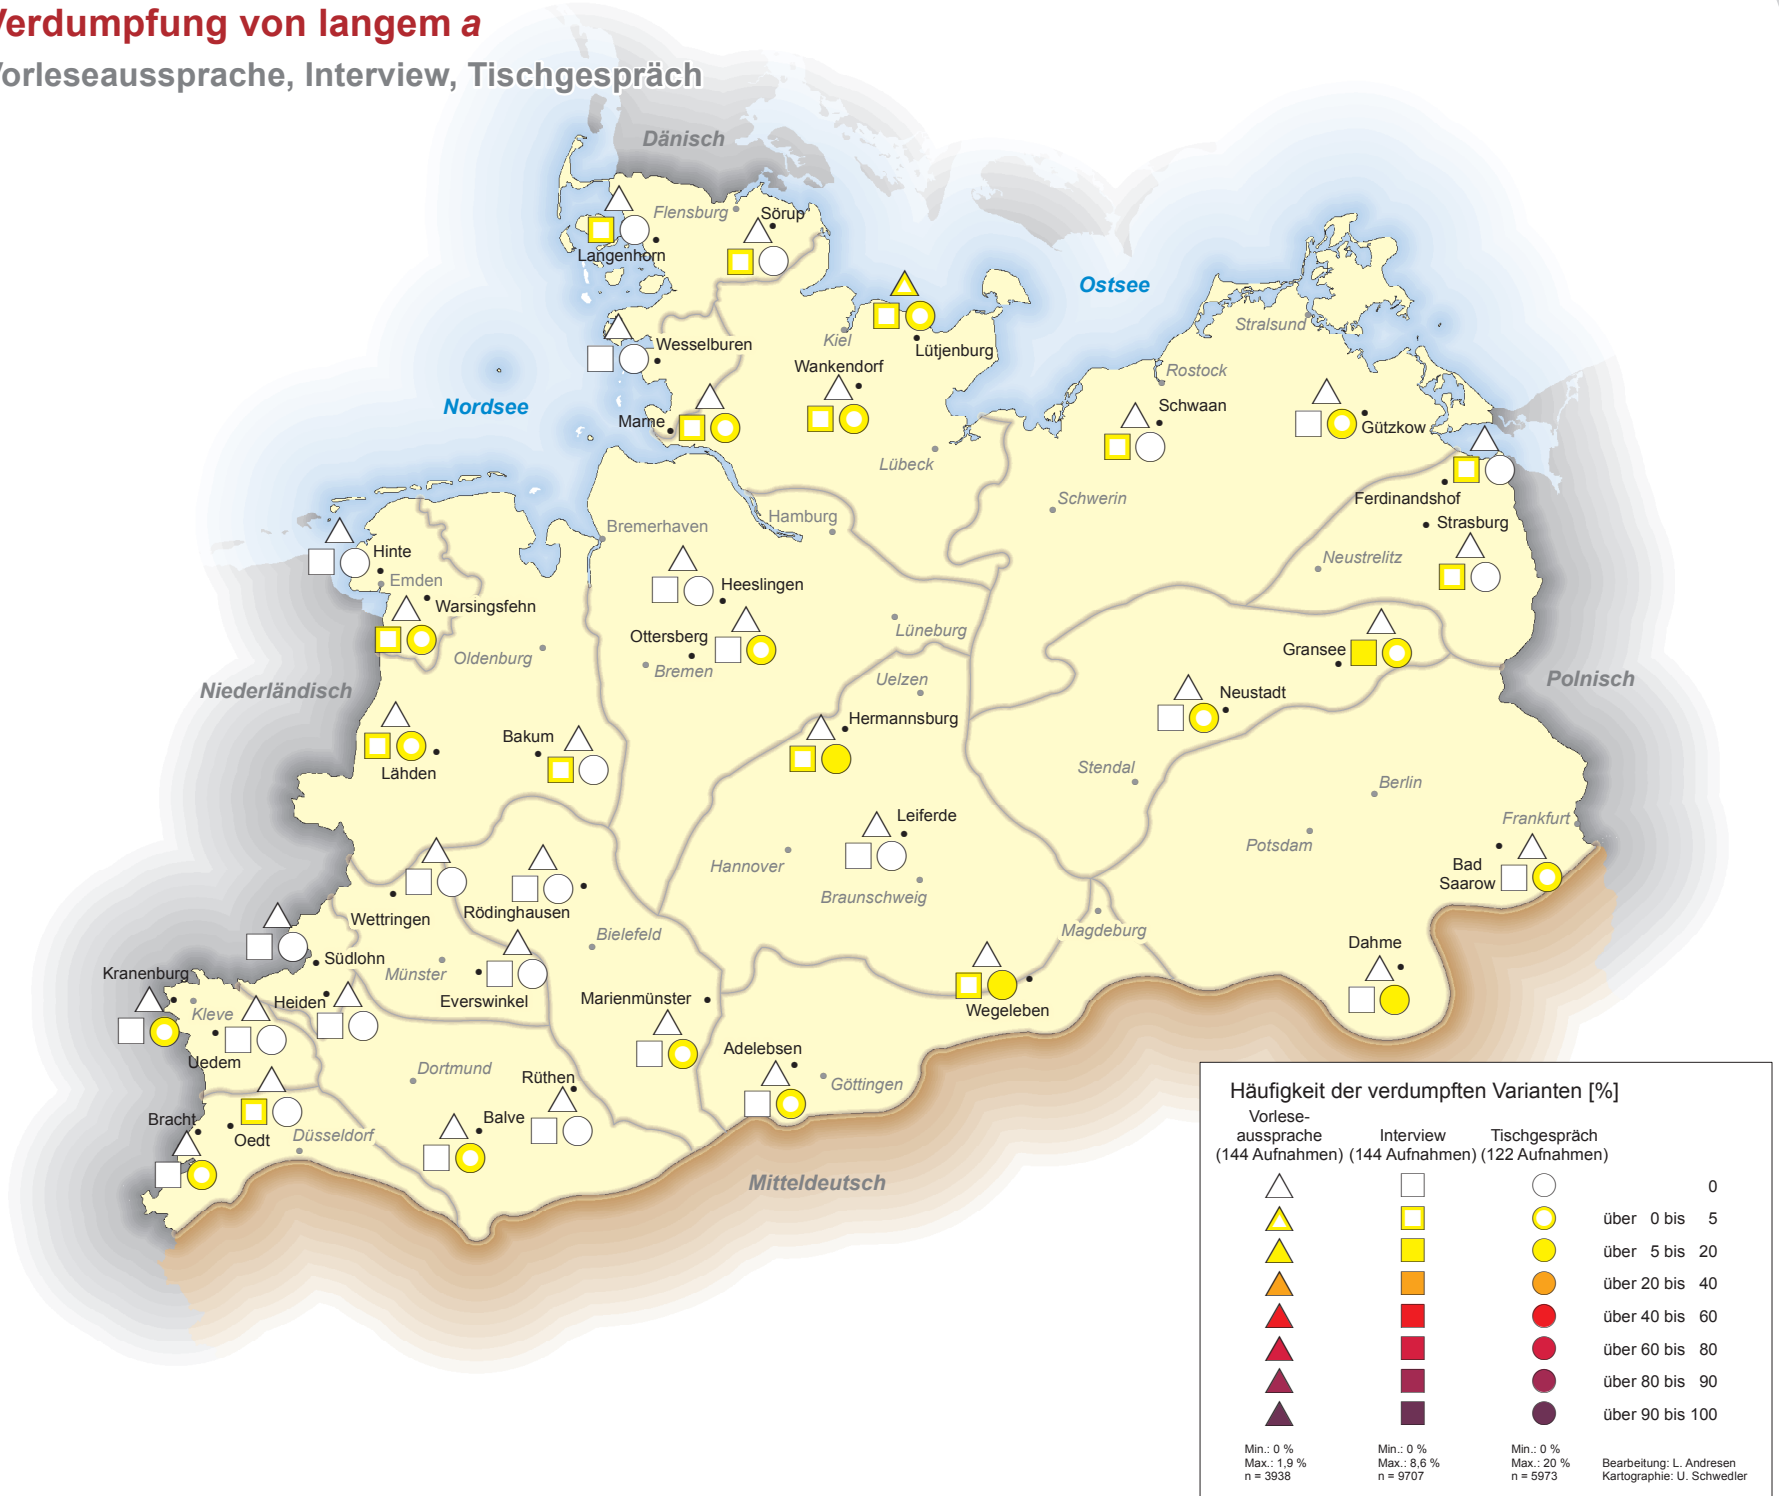 Verdumpfung von langem a
Vorleseaussprache, Interview, Tischgespräch
Dänisch
Flensburg
Sörup
Langenhorn
Ostsee
Wesselburen
Kiel
Lütjenburg
Stralsund
Wankendorf
Rostock
Nordsee
Marne
Schwaan
Gützkow
Lübeck
Schwerin
Ferdinandshof
Bremerhaven
Hamburg
Strasburg
Hinte
Emden
Heeslingen
Neustrelitz
Warsingsfehn
Ottersberg
Lüneburg
Oldenburg
Bremen
Gransee
Niederländisch
Uelzen
Polnisch
Neustadt
Hermannsburg
Bakum
Lähden
Stendal
Berlin
Leiferde
Frankfurt
Hannover
Potsdam
Bad
Saarow
Braunschweig
Wettringen
Rödinghausen
Bielefeld
Magdeburg
Dahme
Südlohn
Münster
Kranenburg
Everswinkel
Marienmünster
Heiden
Kleve
Wegeleben
Uedem
Adelebsen
Dortmund
Rüthen
Göttingen
Bracht
Balve
Oedt
Düsseldorf
Mitteldeutsch
Häufigkeit der verdumpften Varianten [%]
Vorlese-
aussprache Interview Tischgespräch
(144 Aufnahmen) (144 Aufnahmen) (122 Aufnahmen)
0
über 0 bis 5
über 5 bis 20
über 20 bis 40
über 40 bis 60
über 60 bis 80
über 80 bis 90
über 90 bis 100
Min.: 0 % Min.: 0 % Min.: 0 %
Max.: 1,9 % Max.: 8,6 % Max.: 20 % Bearbeitung: L. Andresen
n = 3938 n = 9707 n = 5973 Kartographie: U. Schwedler